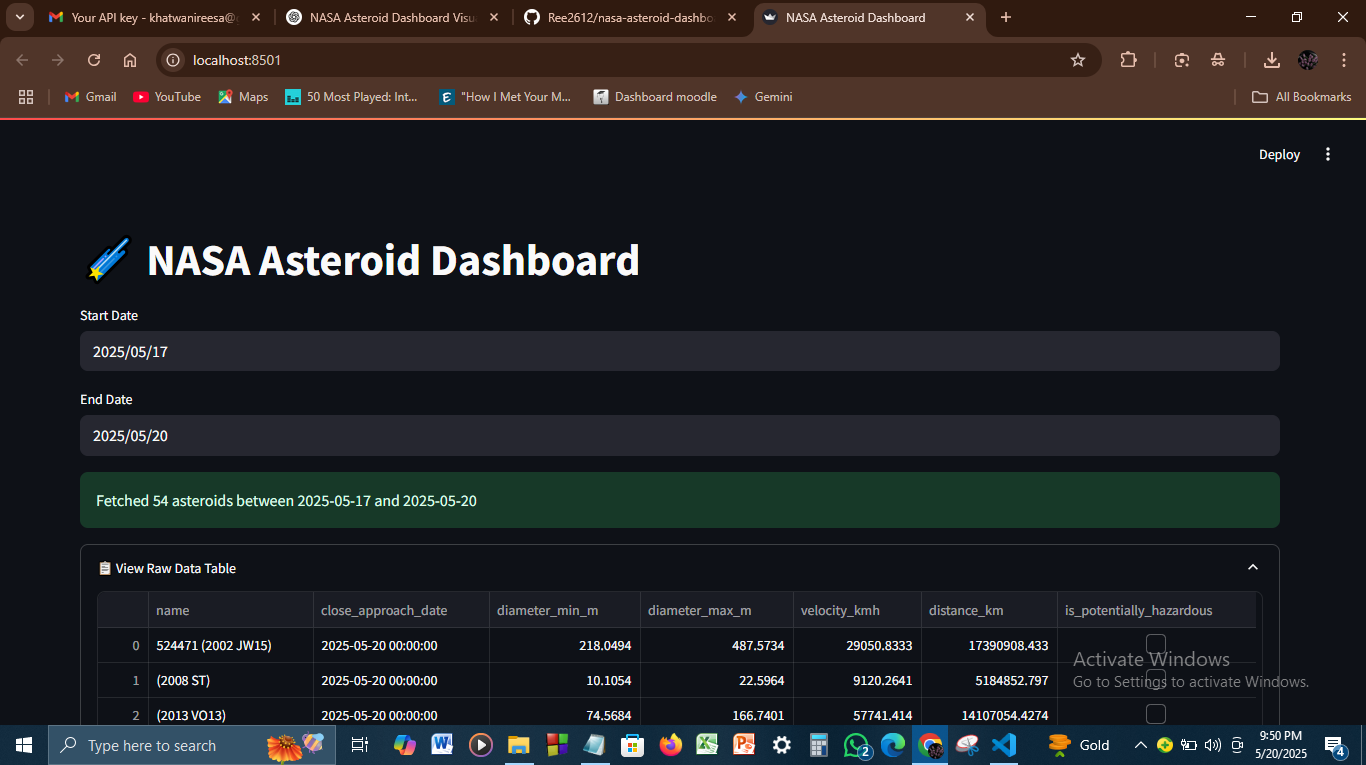 Your API key - khatwanireesa@g
NASA Asteroid Dashboard Visu
Ree2612/nasa-asteroid-dashbo
NASA Asteroid Dashboard
localhost:8501
Gmail
YouTube
Maps
50 Most Played: Int...
"How I Met Your M...
Dashboard moodle
Gemini
All Bookmarks
Deploy
NASA Asteroid Dashboard
Start Date
2025/05/17
End Date
2025/05/20
Fetched 54 asteroids between 2025-05-17 and 2025-05-20
View Raw Data Table
name close_approach_date diameter_min_m diameter_max_m velocity_kmh distance_km is_potentially_hazardous
0 524471 (2002 JW15) 2025-05-20 00:00:00 218.0494 487.5734 29050.8333 17390908.433
1 (2008 ST) 2025-05-20 00:00:00 10.1054 22.5964 9120.2641 5184852.797
2 (2013 VO13) 2025-05-20 00:00:00 74.5684 166.7401 57741.414 14107054.4274
Activate Windows
Go to Settings to activate Windows.
Type here to search
2
Gold
9:50 PM
5/20/2025
4